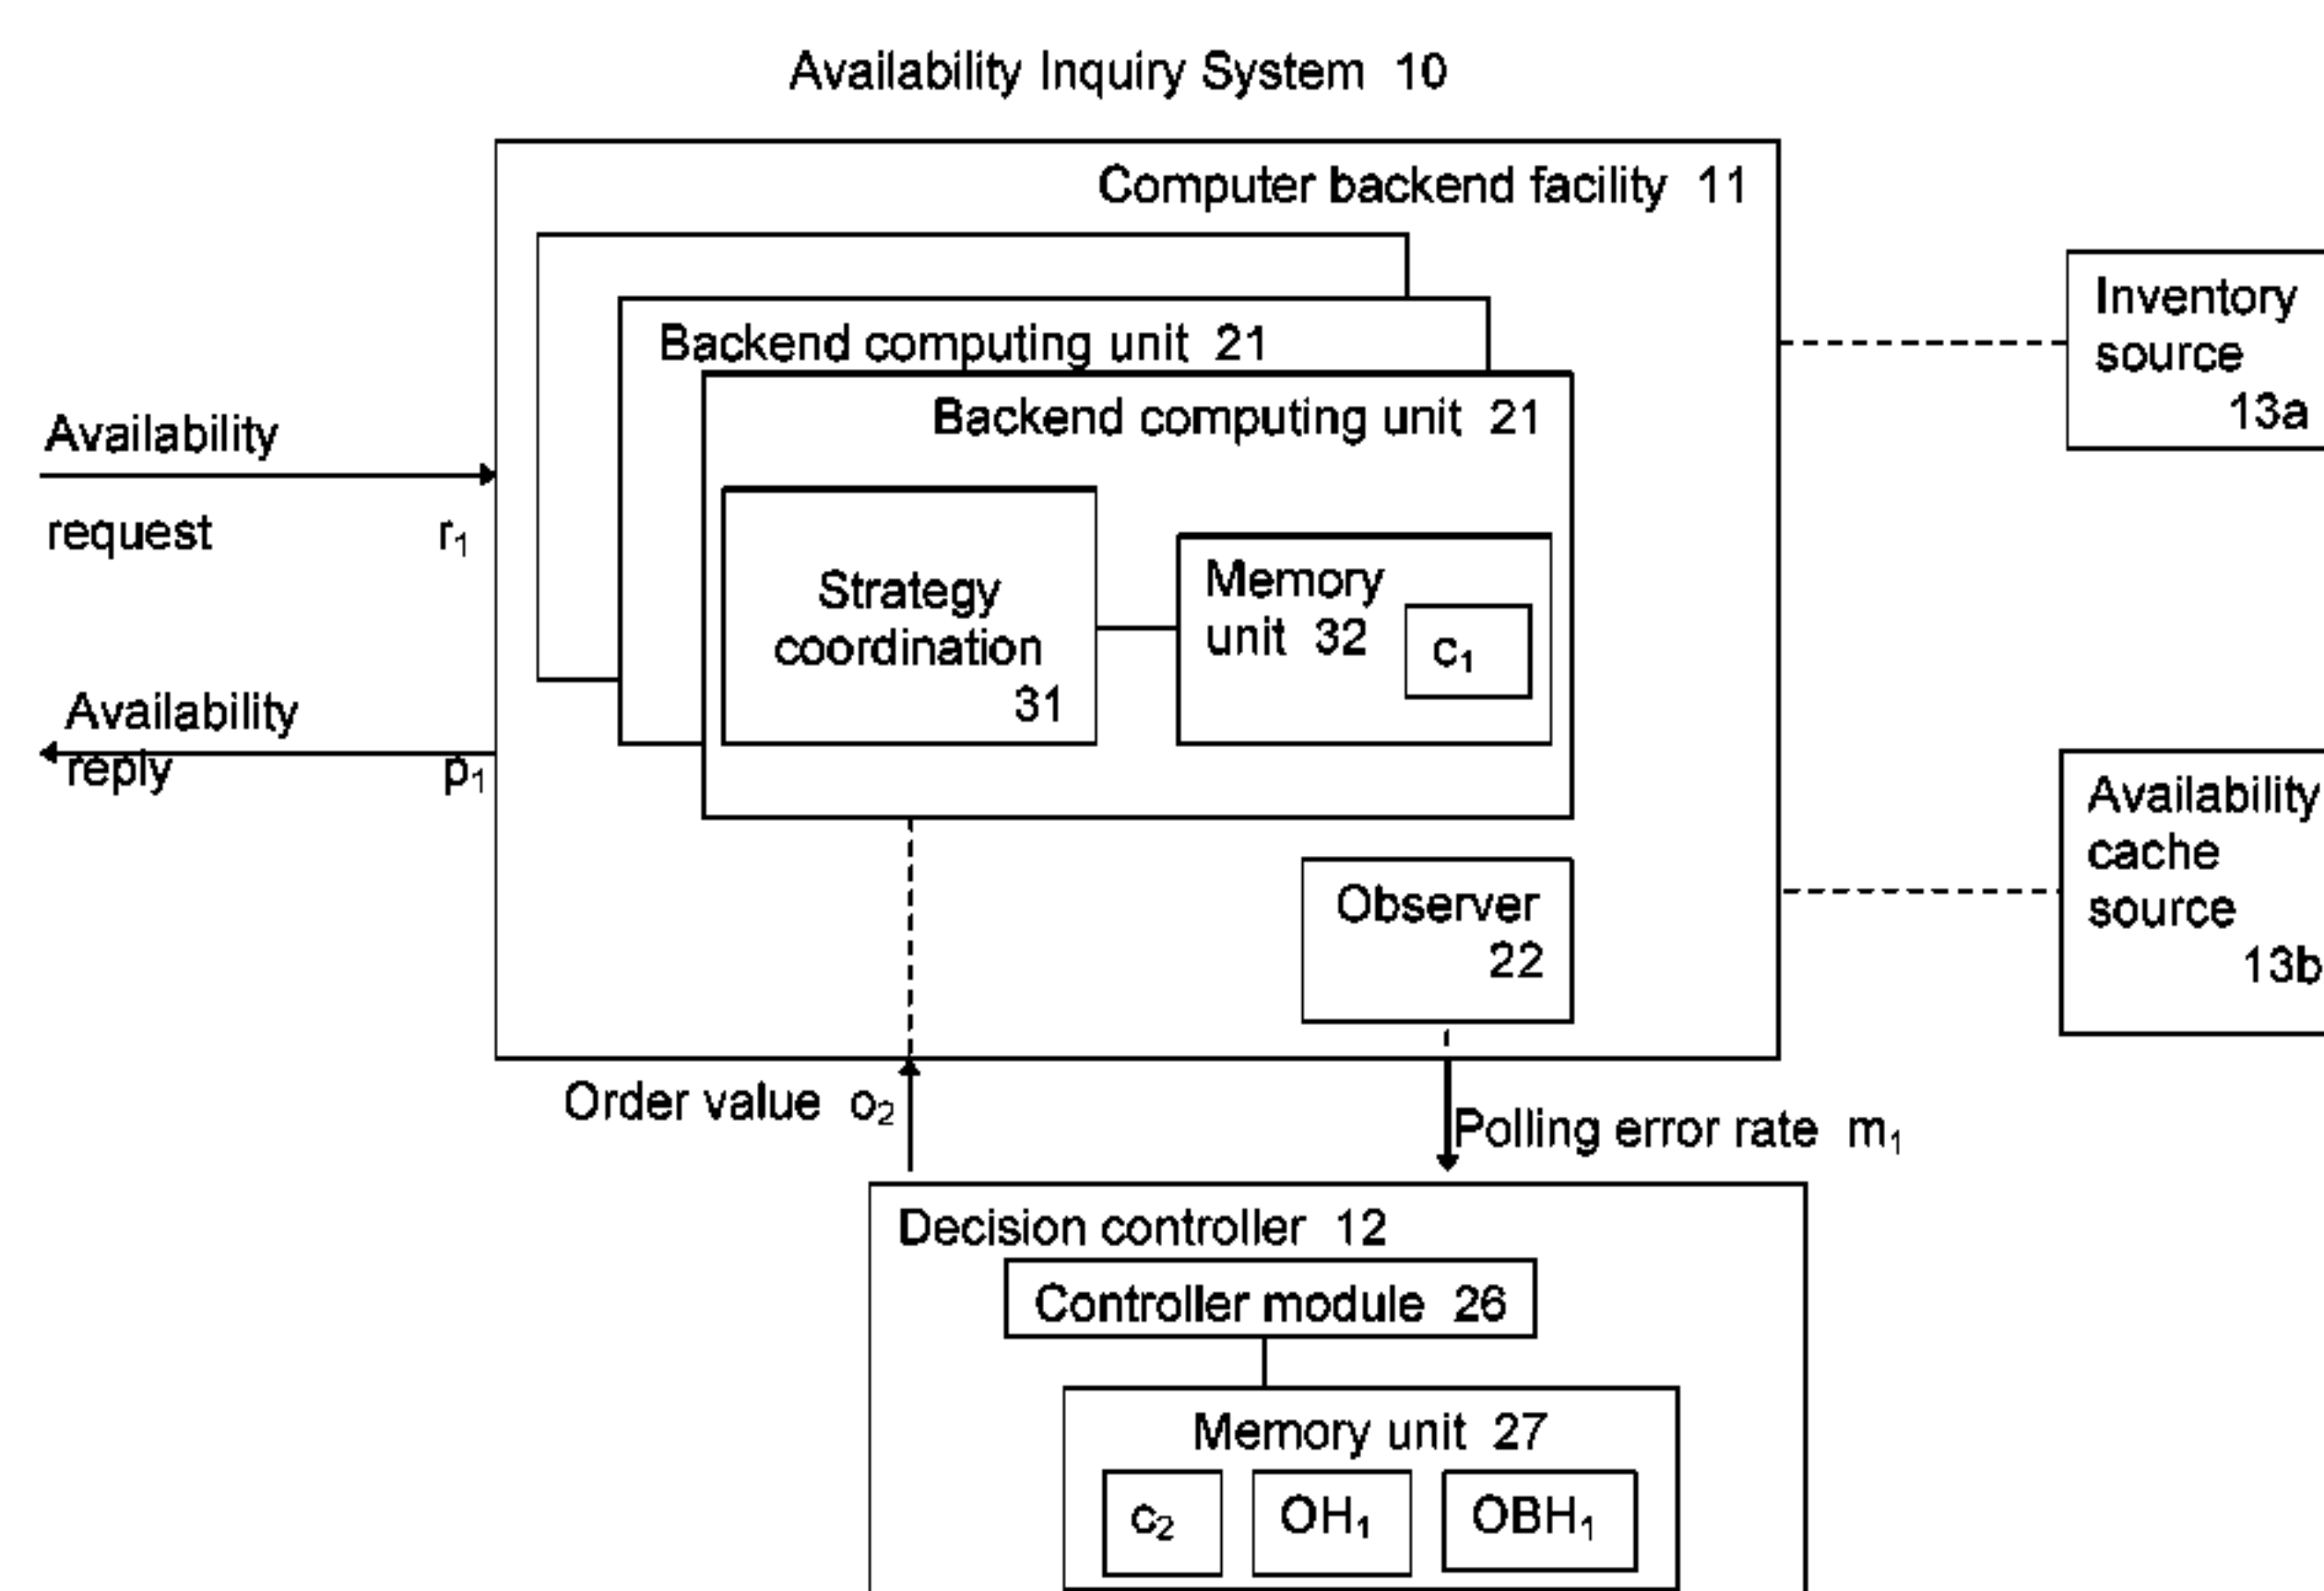 Availability Inquiry System 10
Computer backend facility 11
Backend computing unit 21
Backend computing unit 21
Strategy
coordination
31
Memory
unit 32
c₁
Observer
22
Availability
request r₁
Availability
reply p₁
Inventory
source
13a
Availability
cache
source
13b
Order value o₂
Polling error rate m₁
Decision controller 12
Controller module 26
Memory unit 27
c₂
OH₁
OBH₁